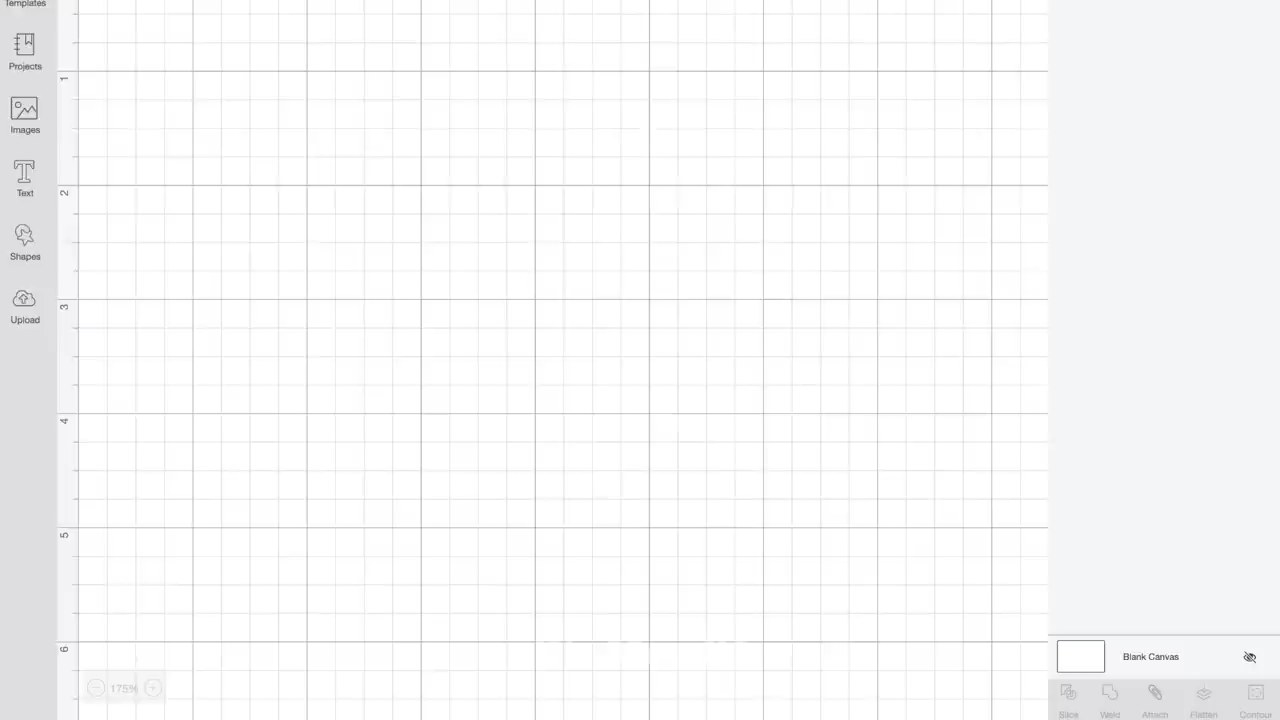 Templates
Projects
Images
Text
Shapes
Upload
1
2
3
4
5
6
175%
Blank Canvas
Slice
Weld
Attach
Flatten
Contour